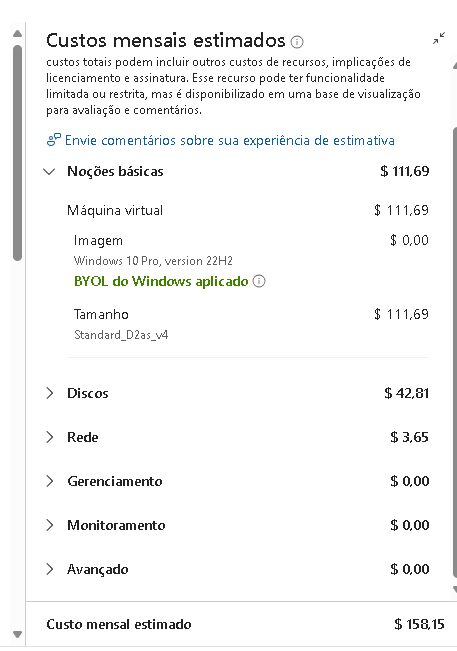 Custos mensais estimados
custos totais podem incluir outros custos de recursos, implicações de
licenciamento e assinatura. Esse recurso pode ter funcionalidade
limitada ou restrita, mas é disponibilizado em uma base de visualização
para avaliação e comentários.
Envie comentários sobre sua experiência de estimativa
Noções básicas $ 111,69
Máquina virtual $ 111,69
Imagem $ 0,00
Windows 10 Pro, version 22H2
BYOL do Windows aplicado
Tamanho $ 111,69
Standard_D2as_v4
Discos $ 42,81
Rede $ 3,65
Gerenciamento $ 0,00
Monitoramento $ 0,00
Avançado $ 0,00
Custo mensal estimado $ 158,15